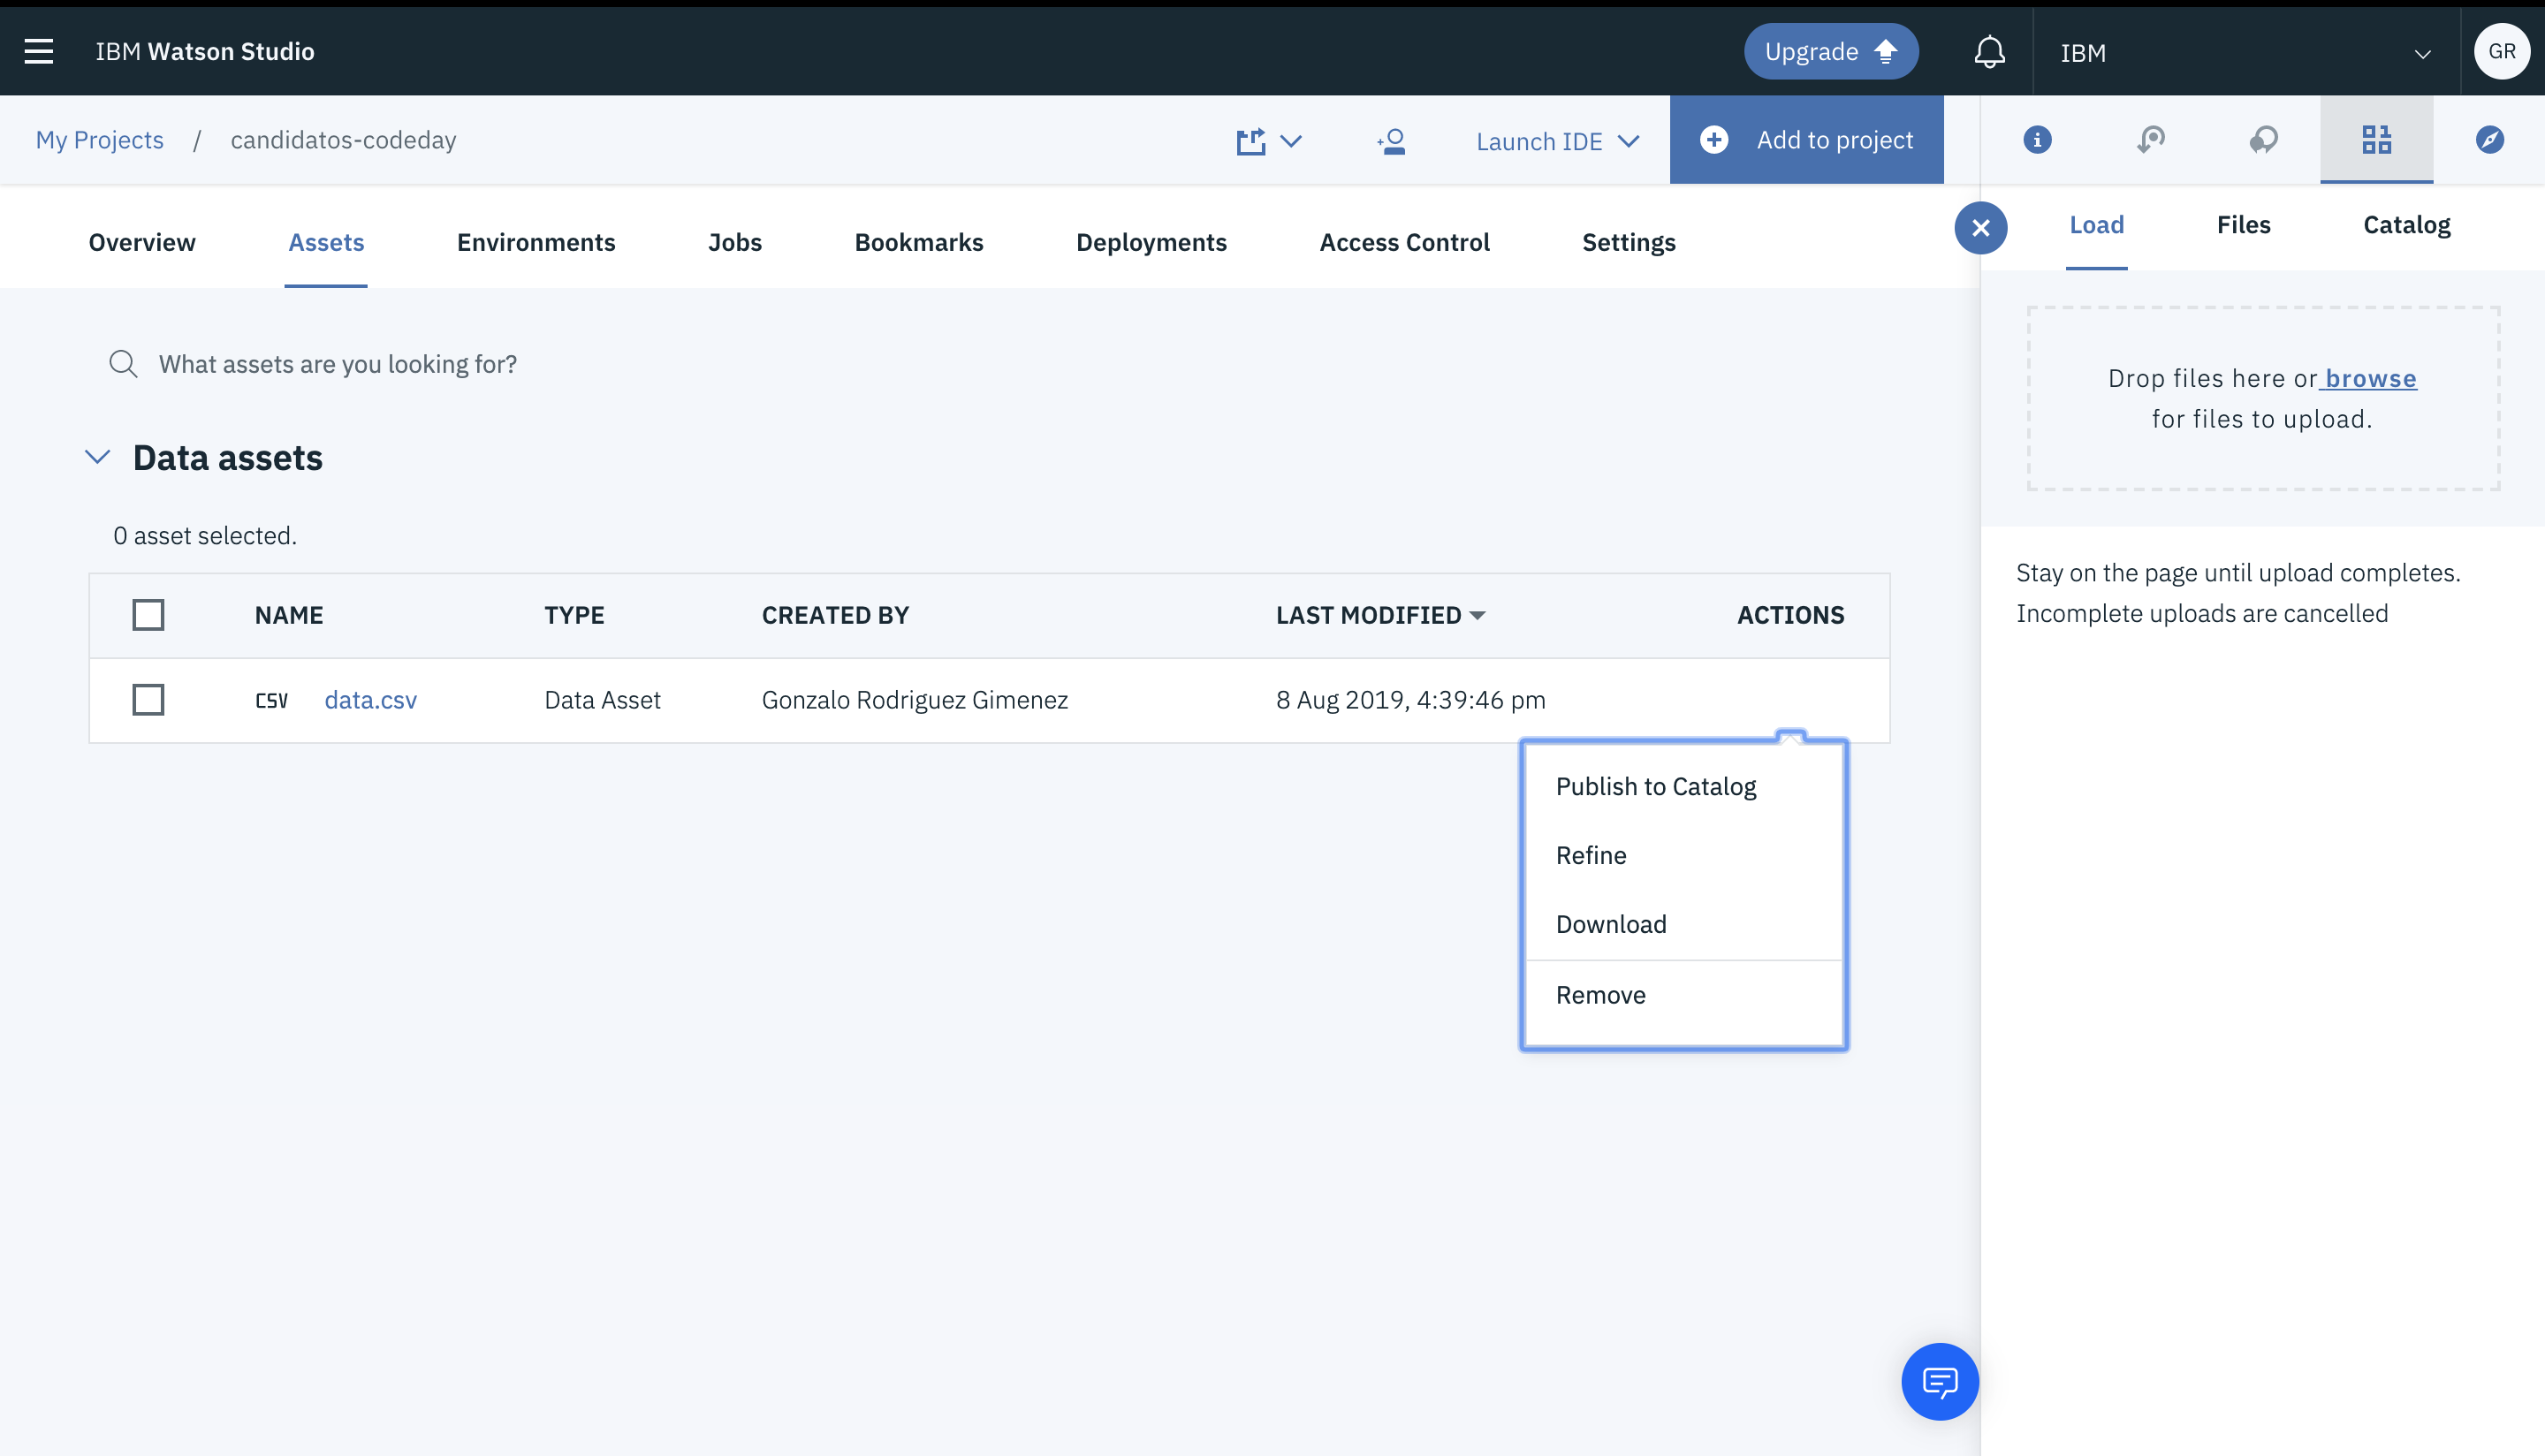 IBM Watson Studio
Upgrade
IBM
GR
My Projects / candidatos-codeday
Launch IDE
Add to project
Overview
Assets
Environments
Jobs
Bookmarks
Deployments
Access Control
Settings
Load
Files
Catalog
What assets are you looking for?
Drop files here or browse
for files to upload.
Stay on the page until upload completes.
Incomplete uploads are cancelled
Data assets
0 asset selected.
NAME TYPE CREATED BY LAST MODIFIED ACTIONS
CSV data.csv Data Asset Gonzalo Rodriguez Gimenez 8 Aug 2019, 4:39:46 pm
Publish to Catalog
Refine
Download
Remove